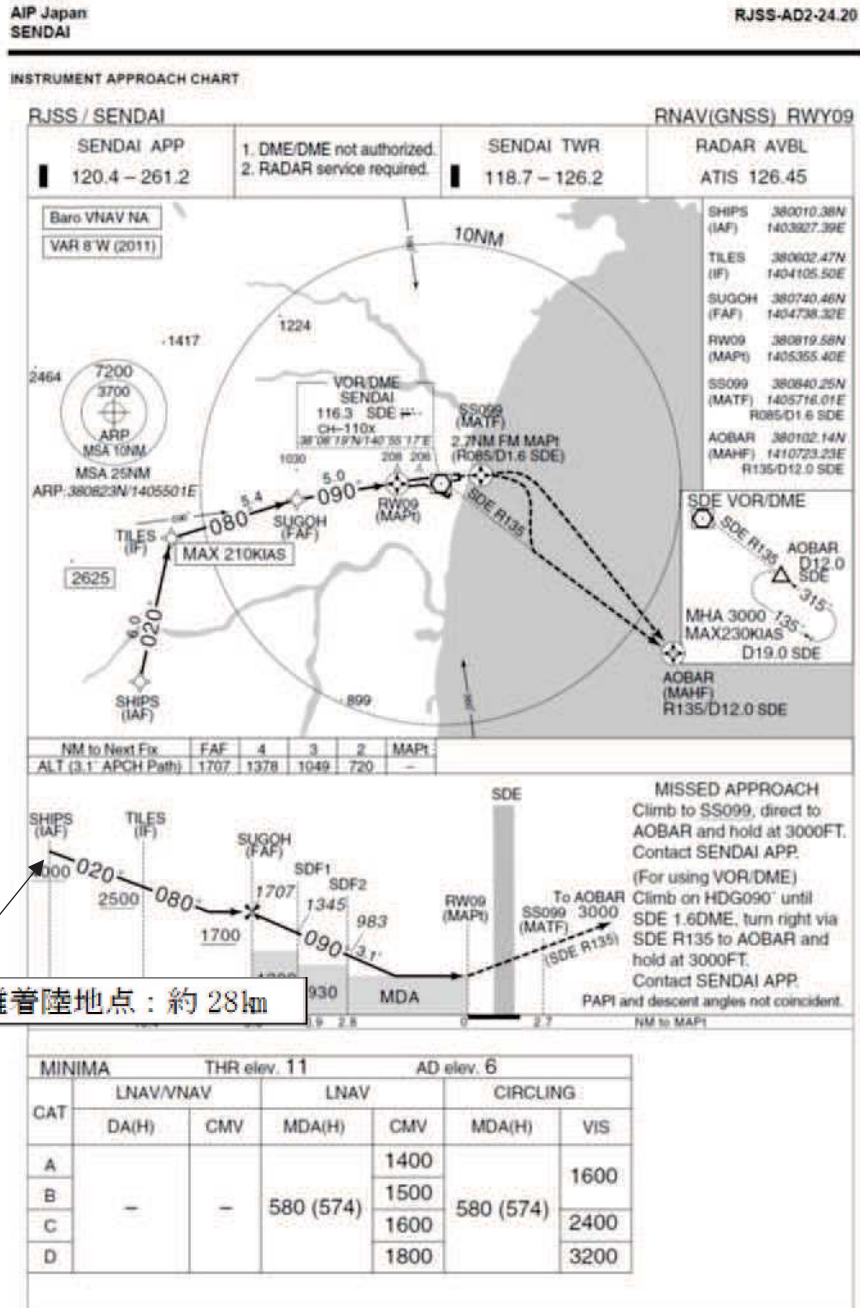 AIP Japan
SENDAI
RJSS-AD2-24.20
INSTRUMENT APPROACH CHART
RJSS / SENDAI
RNAV(GNSS) RWY09
SENDAI APP
120.4 – 261.2
1. DME/DME not authorized.
2. RADAR service required.
SENDAI TWR
118.7 – 126.2
RADAR AVBL
ATIS 126.45
Baro VNAV NA
VAR 8°W (2011)
10NM
SHIPS 380010.38N
(IAF) 1403927.39E
TILES 380602.47N
(IF) 1404105.50E
SUGOH 380740.46N
(FAF) 1404738.32E
RW09 380819.58N
(MAPt) 1405355.40E
SS099 380840.25N
(MATF) 1405716.01E
R085/D1.6 SDE
AOBAR 380102.14N
(MAHF) 1410723.23E
R135/D12.0 SDE
1224
1417
2464
7200
3700
ARP
MSA 10NM
MSA 25NM
ARP:380823N/1405501E
VOR/DME
SENDAI
116.3 SDE
CH–110x
38°08'19"N/140°55'17"E
1030
208
206
SS099
(MATF)
2.7NM FM MAPt
(R085/D1.6 SDE)
5.4
080°
5.0
090°
RW09
(MAPt)
SUGOH
(FAF)
TILES
(IF)
MAX 210KIAS
SDE R135
2625
6.0
020°
SHIPS
(IAF)
899
AOBAR
(MAHF)
R135/D12.0 SDE
SDE VOR/DME
SDE R135
AOBAR
D12.0
SDE
315°
135°
MHA 3000
MAX230KIAS
D19.0 SDE
NM to Next Fix FAF 4 3 2 MAPt
ALT (3.1° APCH Path) 1707 1378 1049 720 –
SHIPS
(IAF)
TILES
(IF)
SUGOH
(FAF)
SDF1
SDF2
SDE
RW09
(MAPt)
SS099
(MATF)
To AOBAR
3000
(SDE R135)
020°
2500
080°
1700
1707
1345
983
090°
3.1°
930
MDA
2.8
0
2.7
NM to MAPt
MISSED APPROACH
Climb to SS099, direct to
AOBAR and hold at 3000FT.
Contact SENDAI APP.
(For using VOR/DME)
Climb on HDG090° until
SDE 1.6DME, turn right via
SDE R135 to AOBAR and
hold at 3000FT.
Contact SENDAI APP.
PAPI and descent angles not coincident.
着陸地点：約 28km
MINIMA THR elev. 11 AD elev. 6
CAT LNAV/VNAV LNAV CIRCLING
DA(H) CMV MDA(H) CMV MDA(H) VIS
A – – 580 (574) 1400 580 (574) 1600
B 1500
C 1600 2400
D 1800 3200